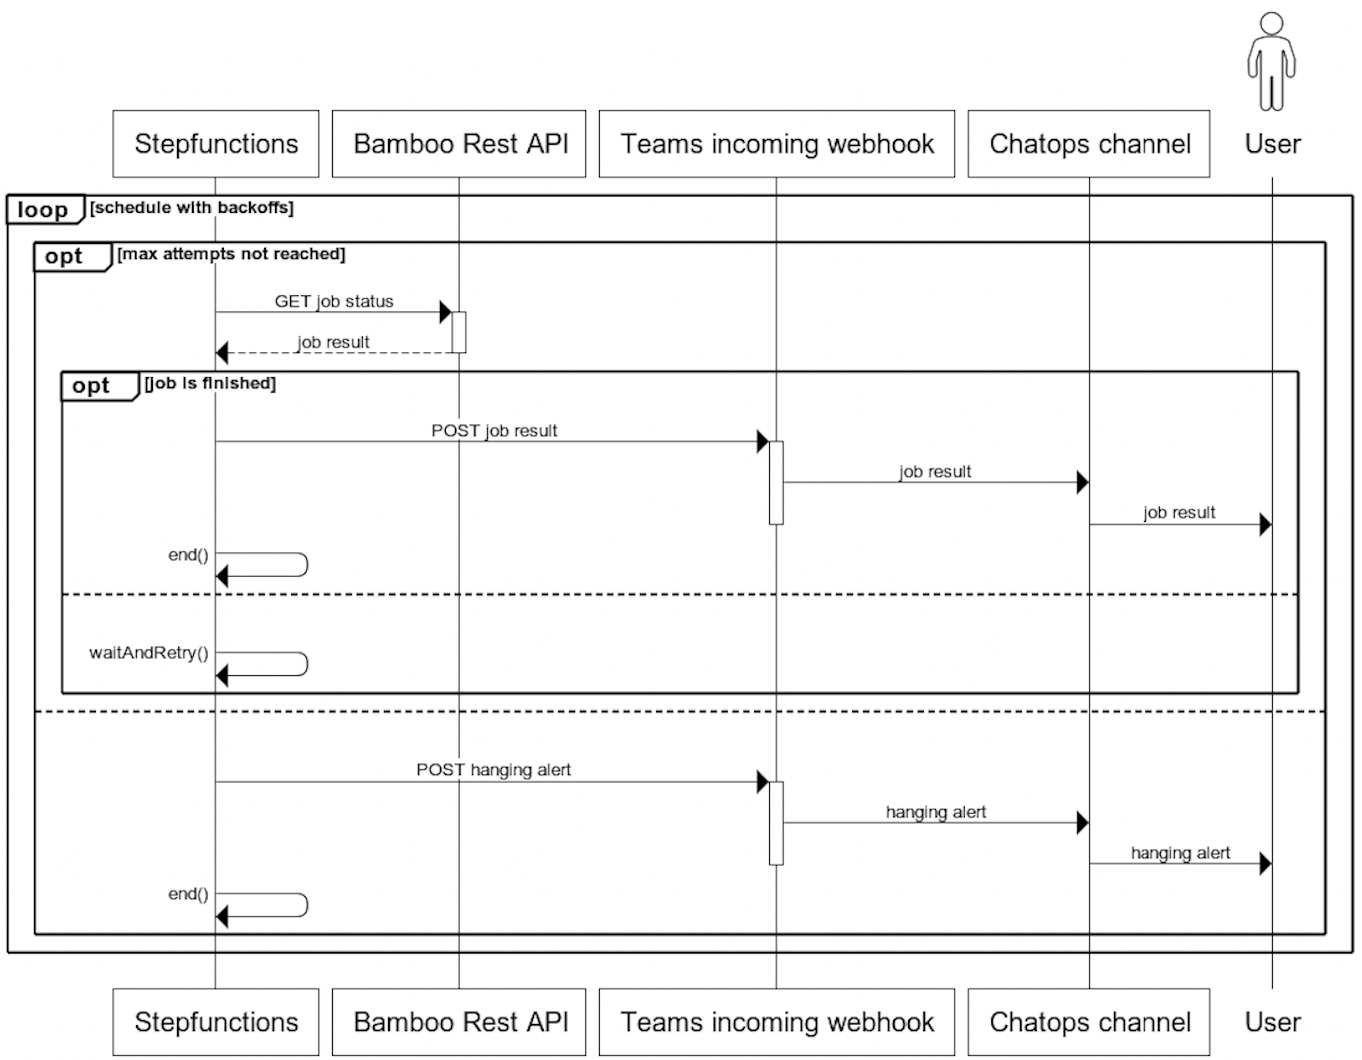 Stepfunctions
Bamboo Rest API
Teams incoming webhook
Chatops channel
User
loop [schedule with backoffs]
opt [max attempts not reached]
GET job status
job result
opt [job is finished]
POST job result
job result
job result
end()
waitAndRetry()
POST hanging alert
hanging alert
hanging alert
end()
Stepfunctions
Bamboo Rest API
Teams incoming webhook
Chatops channel
User